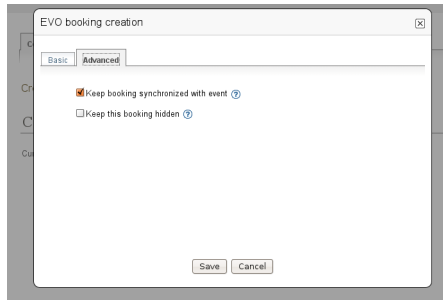 EVO booking creation
Basic Advanced
Keep booking synchronized with event
Keep this booking hidden
Save Cancel